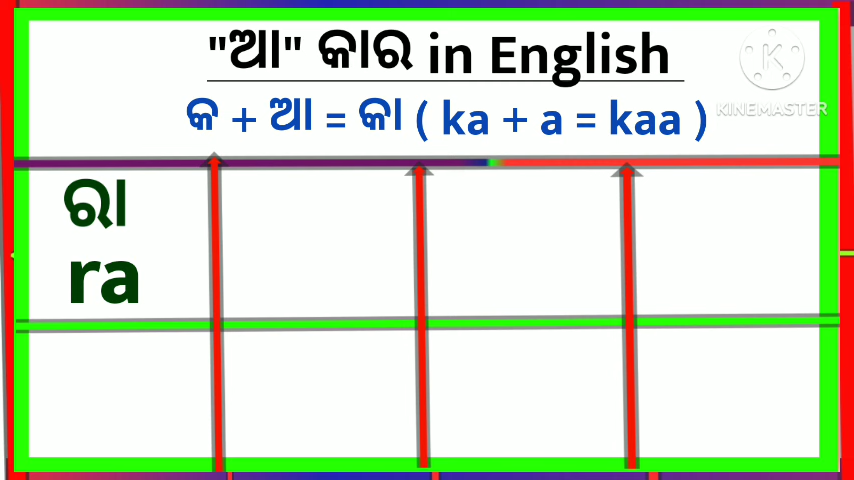 "ଆ" କାର in English
K
KINEMASTER
କ + ଆ = କା ( ka + a = kaa )
ରା
ra